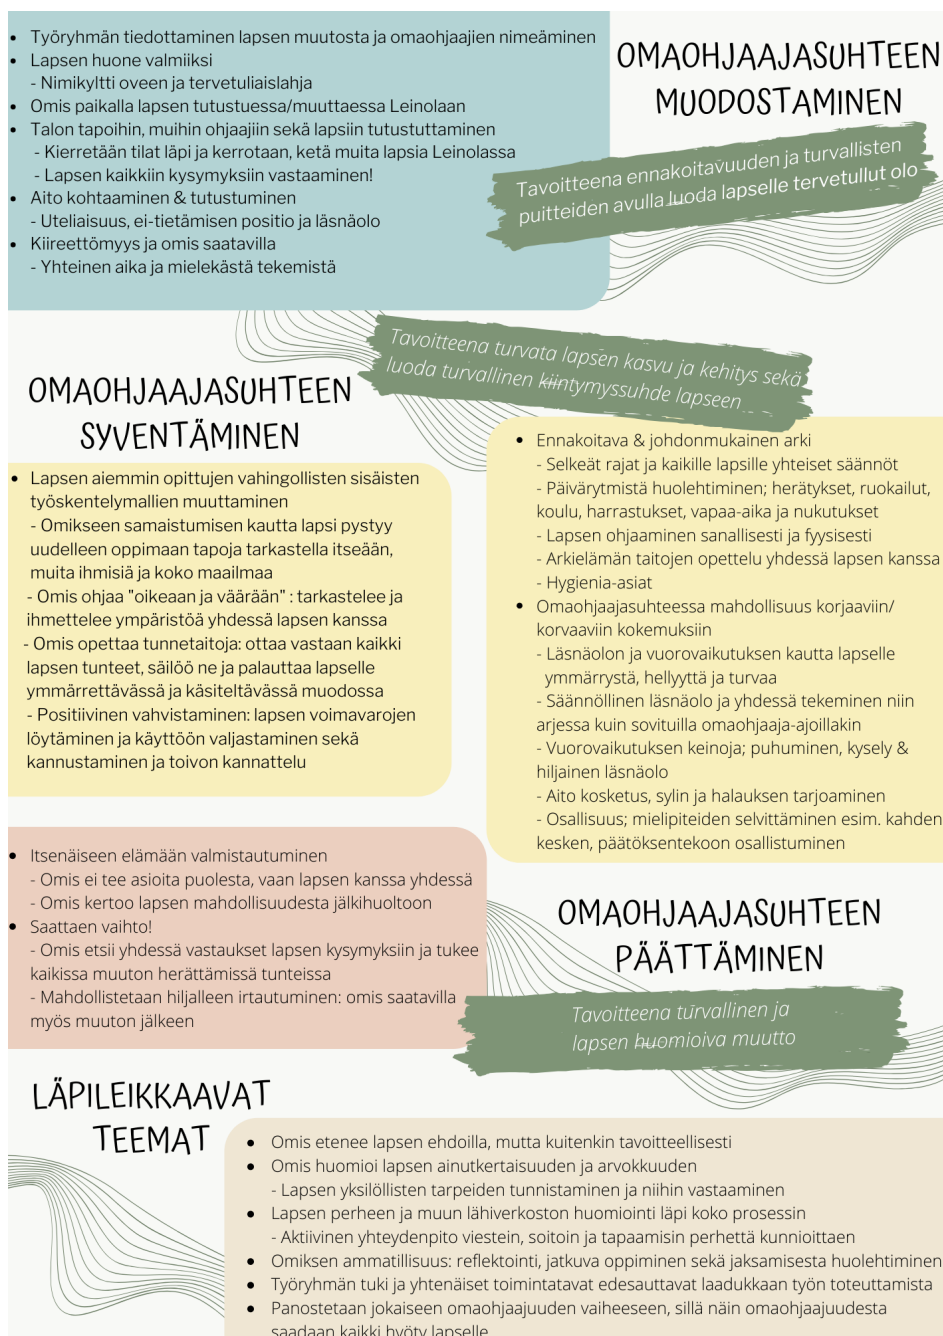 • Työryhmän tiedottaminen lapsen muutosta ja omaohjaajien nimeäminen
• Lapsen huone valmiiksi
- Nimikyltti oveen ja tervetuliaislahja
• Omis paikalla lapsen tutustuessa/muuttaessa Leinolaan
• Talon tapoihin, muihin ohjaajiin sekä lapsiin tutustuttaminen
- Kierretään tilat läpi ja kerrotaan, ketä muita lapsia Leinolassa
- Lapsen kaikkiin kysymyksiin vastaaminen!
• Aito kohtaaminen & tutustuminen
- Uteliaisuus, ei-tietämisen positio ja läsnäolo
• Kiireettömyys ja omis saatavilla
- Yhteinen aika ja mielekästä tekemistä
OMAOHJAAJASUHTEEN
MUODOSTAMINEN
Tavoitteena ennakoitavuuden ja turvallisten
puitteiden avulla luoda lapselle tervetullut olo
Tavoitteena turvata lapsen kasvu ja kehitys sekä
luoda turvallinen kiintymyssuhde lapseen
OMAOHJAAJASUHTEEN
SYVENTÄMINEN
• Lapsen aiemmin opittujen vahingollisten sisäisten
työskentelymallien muuttaminen
- Omikseen samaistumisen kautta lapsi pystyy
uudelleen oppimaan tapoja tarkastella itseään,
muita ihmisiä ja koko maailmaa
- Omis ohjaa "oikeaan ja väärään" : tarkastelee ja
ihmettelee ympäristöä yhdessä lapsen kanssa
- Omis opettaa tunnetaitoja: ottaa vastaan kaikki
lapsen tunteet, säilöö ne ja palauttaa lapselle
ymmärrettävässä ja käsiteltävässä muodossa
- Positiivinen vahvistaminen: lapsen voimavarojen
löytäminen ja käyttöön valjastaminen sekä
kannustaminen ja toivon kannattelu
• Ennakoitava & johdonmukainen arki
- Selkeät rajat ja kaikille lapsille yhteiset säännöt
- Päivärytmistä huolehtiminen; herätykset, ruokailut,
koulu, harrastukset, vapaa-aika ja nukutukset
- Lapsen ohjaaminen sanallisesti ja fyysisesti
- Arkielämän taitojen opettelu yhdessä lapsen kanssa
- Hygienia-asiat
• Omaohjaajasuhteessa mahdollisuus korjaaviin/
korvaaviin kokemuksiin
- Läsnäolon ja vuorovaikutuksen kautta lapselle
ymmärrystä, hellyyttä ja turvaa
- Säännöllinen läsnäolo ja yhdessä tekeminen niin
arjessa kuin sovituilla omaohjaaja-ajoillakin
- Vuorovaikutuksen keinoja; puhuminen, kysely &
hiljainen läsnäolo
- Aito kosketus, sylin ja halauksen tarjoaminen
- Osallisuus; mielipiteiden selvittäminen esim. kahden
kesken, päätöksentekoon osallistuminen
• Itsenäiseen elämään valmistautuminen
- Omis ei tee asioita puolesta, vaan lapsen kanssa yhdessä
- Omis kertoo lapsen mahdollisuudesta jälkihuoltoon
• Saattaen vaihto!
- Omis etsii yhdessä vastaukset lapsen kysymyksiin ja tukee
kaikissa muuton herättämissä tunteissa
- Mahdollistetaan hiljalleen irtautuminen: omis saatavilla
myös muuton jälkeen
OMAOHJAAJASUHTEEN
PÄÄTTÄMINEN
Tavoitteena turvallinen ja
lapsen huomioiva muutto
LÄPILEIKKAAVAT
TEEMAT
• Omis etenee lapsen ehdoilla, mutta kuitenkin tavoitteellisesti
• Omis huomioi lapsen ainutkertaisuuden ja arvokkuuden
- Lapsen yksilöllisten tarpeiden tunnistaminen ja niihin vastaaminen
• Lapsen perheen ja muun lähiverkoston huomiointi läpi koko prosessin
- Aktiivinen yhteydenpito viestein, soitoin ja tapaamisin perhettä kunnioittaen
• Omiksen ammatillisuus: reflektointi, jatkuva oppiminen sekä jaksamisesta huolehtiminen
• Työryhmän tuki ja yhtenäiset toimintatavat edesauttavat laadukkaan työn toteuttamista
• Panostetaan jokaiseen omaohjaajuuden vaiheeseen, sillä näin omaohjaajuudesta
saadaan kaikki hyöty lapselle